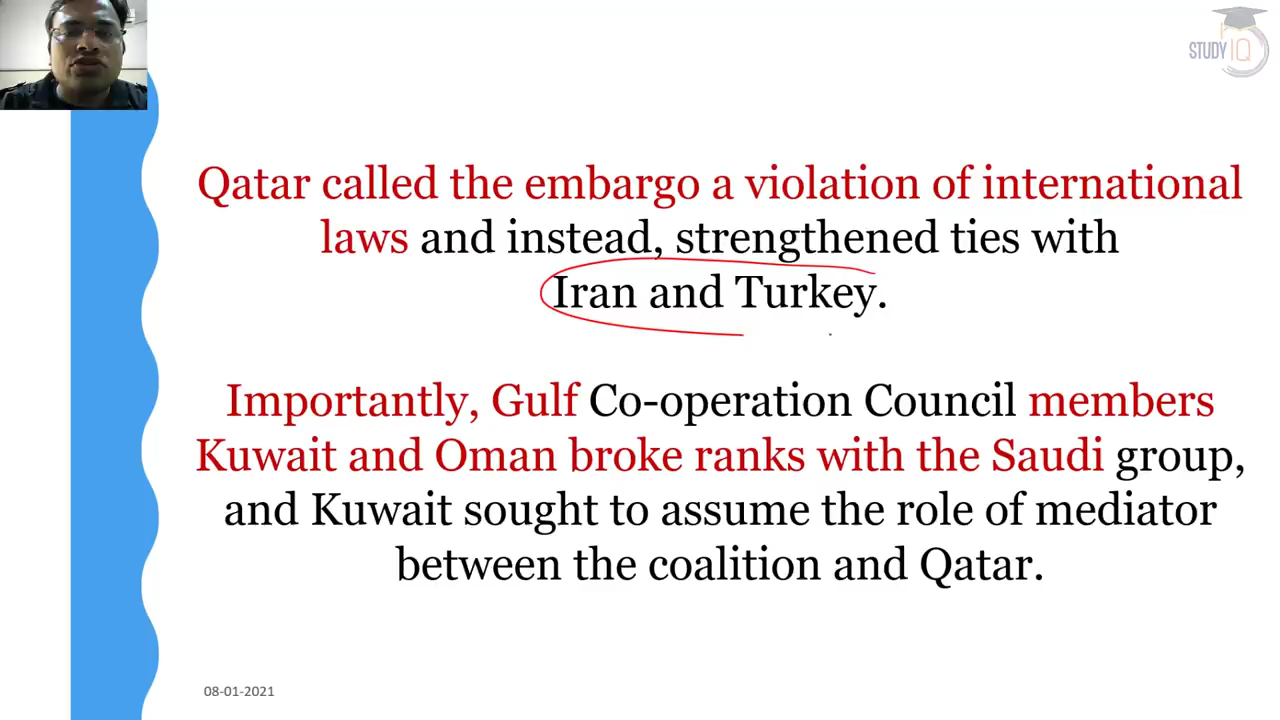 STUDY IQ
Qatar called the embargo a violation of international
laws and instead, strengthened ties with
Iran and Turkey.
Importantly, Gulf Co-operation Council members
Kuwait and Oman broke ranks with the Saudi group,
and Kuwait sought to assume the role of mediator
between the coalition and Qatar.
08-01-2021